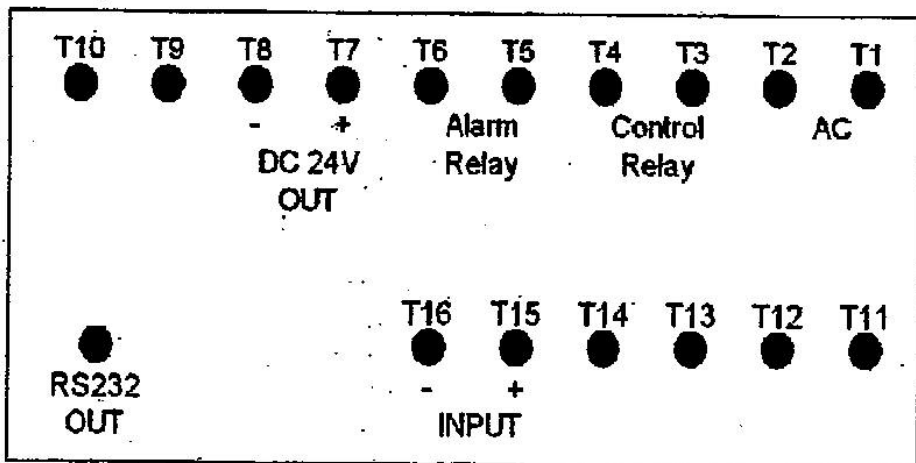 T10 T9 T8 T7 T6 T5 T4 T3 T2 T1
- + Alarm Control AC
DC 24V Relay Relay
OUT
T16 T15 T14 T13 T12 T11
RS232 - +
OUT INPUT